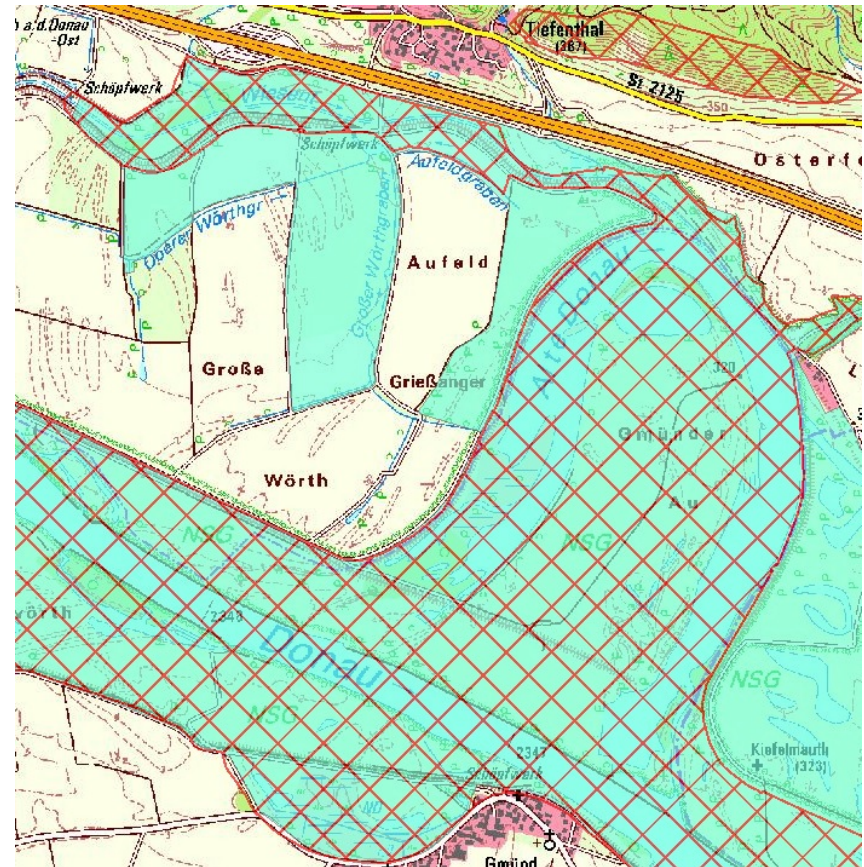 a.d.Donau
-Ost
Schöpfwerk
Tiefenthal
(367)
St 2125
350
Wiesent
Schöpfwerk
Osterfe
Aufeldgraben
Oberer Wörthgr
Großer Wörthgraben
Aufeld
Alte Donau
Große
Grießanger
320
Gmünder
Au
Wörth
NSG
NSG
wörth
2348
Donau
NSG
NSG
2347
Kiefelmauth
(323)
Schöpfwerk
ND
Gmünd